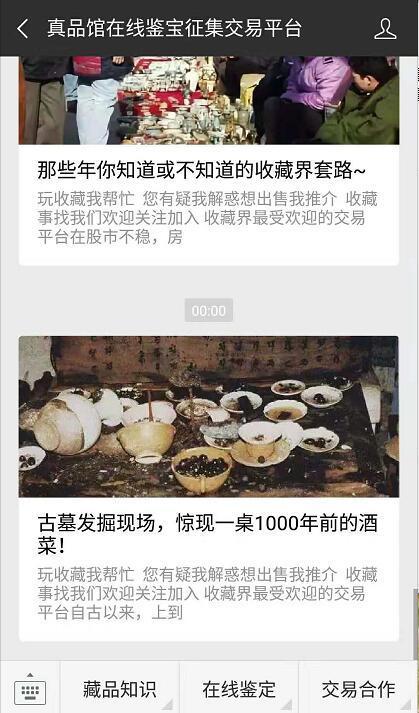 真品馆在线鉴宝征集交易平台
那些年你知道或不知道的收藏界套路~
玩收藏我帮忙 您有疑我解惑想出售我推介 收藏
事找我们欢迎关注加入 收藏界最受欢迎的交易
平台在股市不稳，房
00:00
古墓发掘现场，惊现一桌1000年前的酒
菜！
玩收藏我帮忙 您有疑我解惑想出售我推介 收藏
事找我们欢迎关注加入 收藏界最受欢迎的交易
平台自古以来，上到
藏品知识
在线鉴定
交易合作